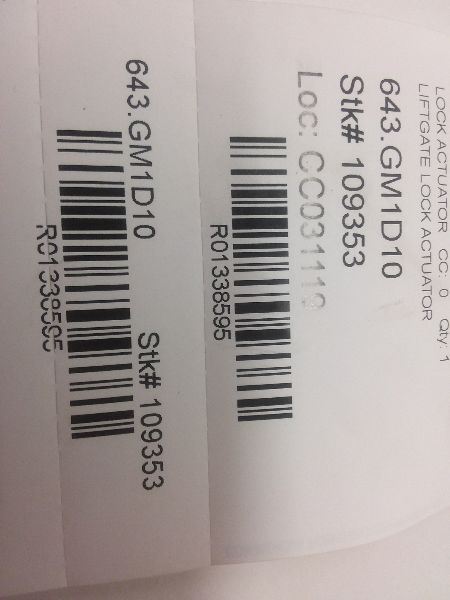 LOCK ACTUATOR CC: 0 Qty: 1
LIFTGATE LOCK ACTUATOR
643.GM1D10
Stk# 109353
Loc: CC031119
R01338595
643.GM1D10 Stk# 109353
R01338595